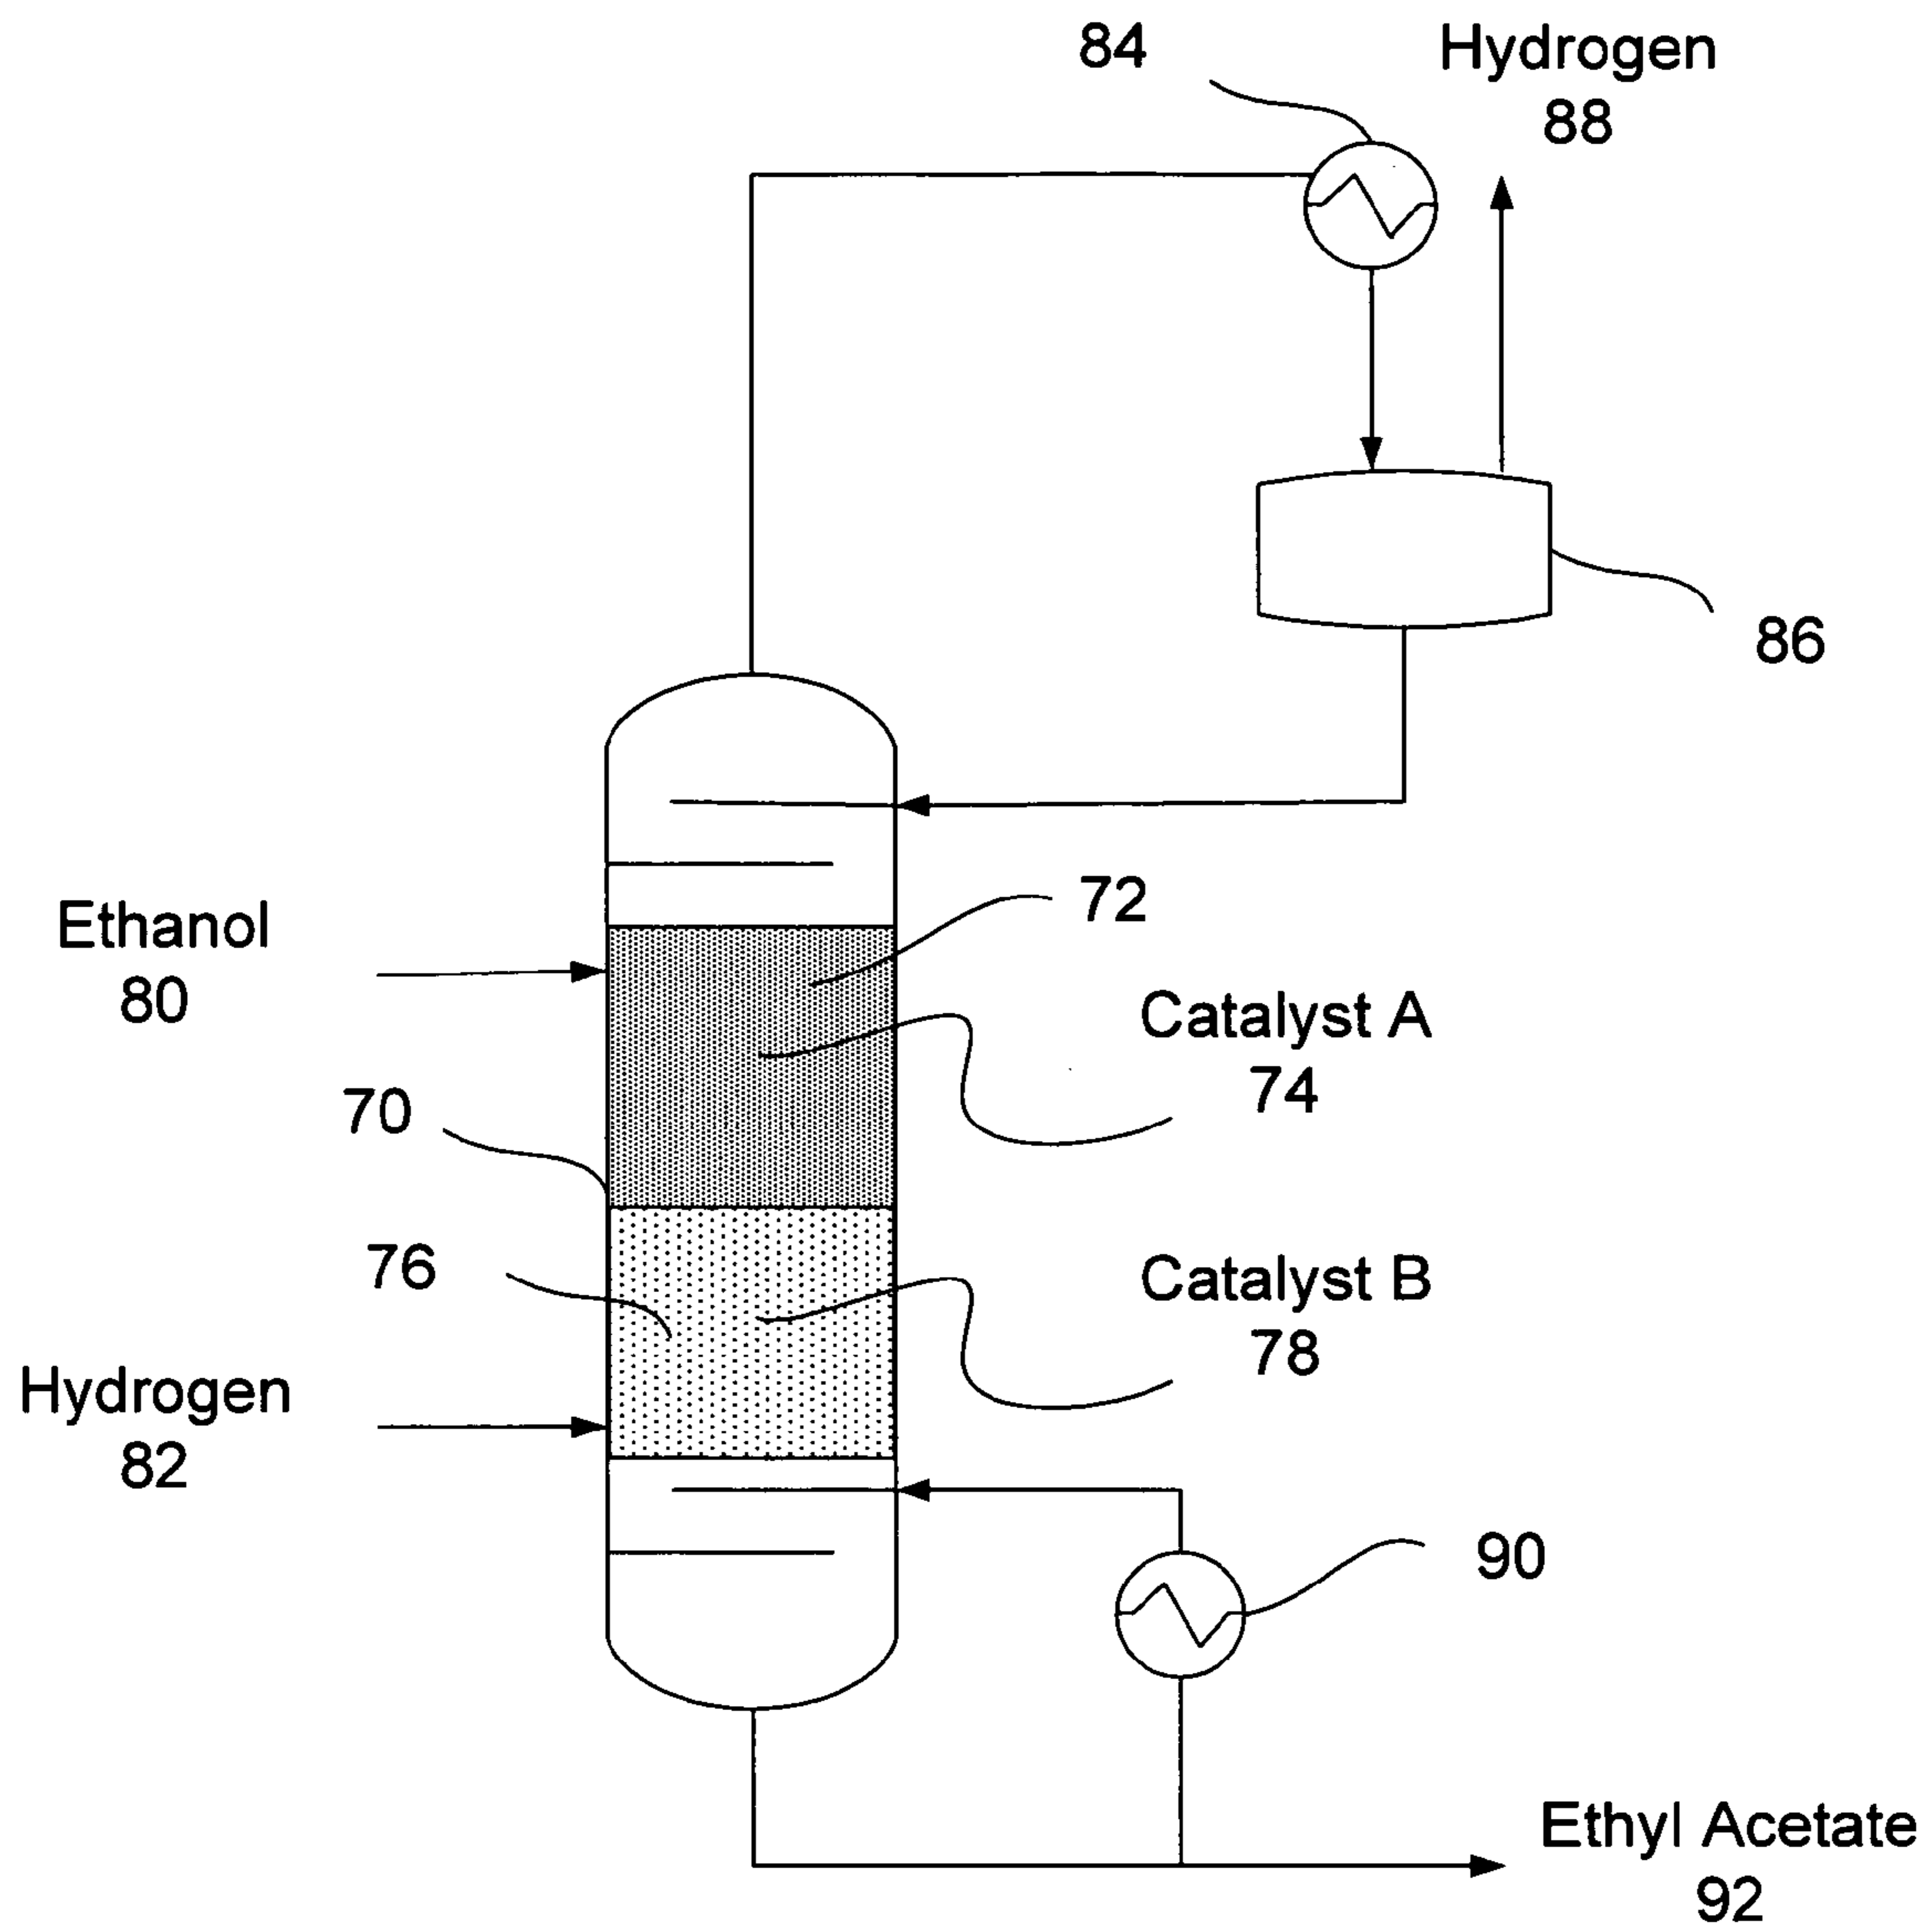 84
Hydrogen
88
86
72
Ethanol
80
Catalyst A
74
70
76
Catalyst B
78
Hydrogen
82
90
Ethyl Acetate
92